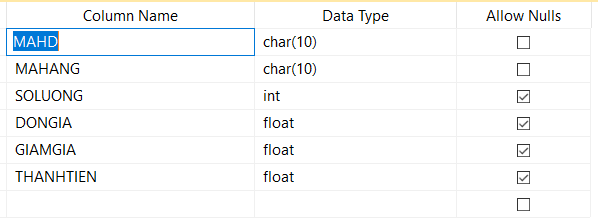 Column Name Data Type Allow Nulls
MAHD char(10)
MAHANG char(10)
SOLUONG int
DONGIA float
GIAMGIA float
THANHTIEN float